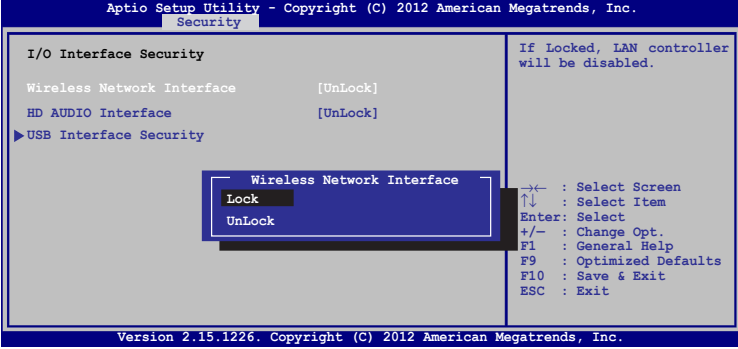 Aptio Setup Utility - Copyright (C) 2012 American Megatrends, Inc.
Security
I/O Interface Security
Wireless Network Interface [UnLock]
HD AUDIO Interface [UnLock]
USB Interface Security
If Locked, LAN controller
will be disabled.
Wireless Network Interface
Lock
UnLock
→← : Select Screen
↑↓ : Select Item
Enter: Select
+/— : Change Opt.
F1 : General Help
F9 : Optimized Defaults
F10 : Save & Exit
ESC : Exit
Version 2.15.1226. Copyright (C) 2012 American Megatrends, Inc.